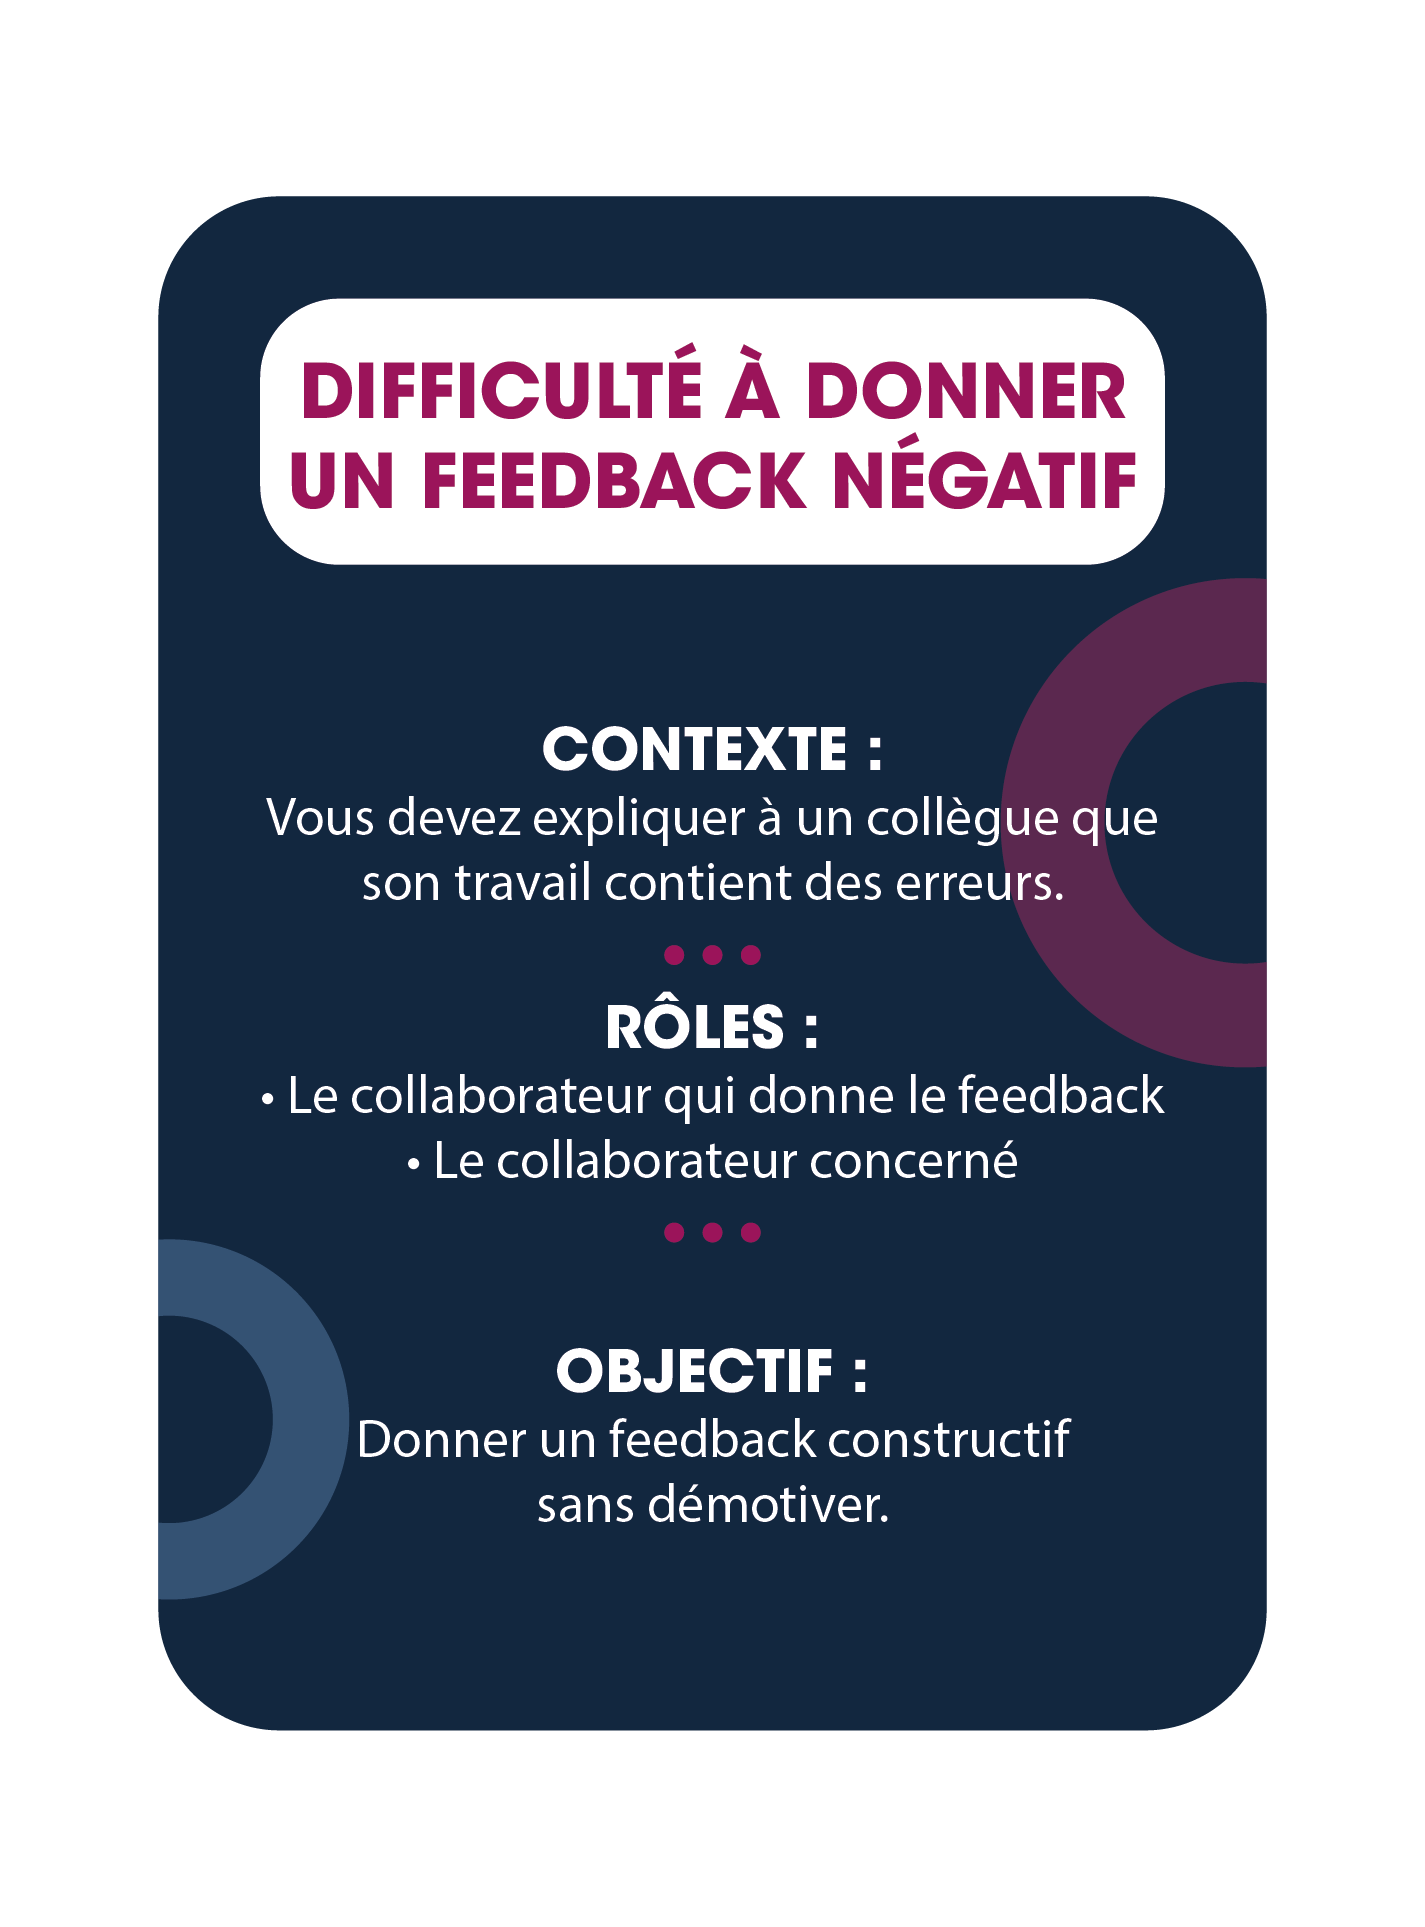 DIFFICULTÉ À DONNER
UN FEEDBACK NÉGATIF
CONTEXTE :
Vous devez expliquer à un collègue que
son travail contient des erreurs.
RÔLES :
• Le collaborateur qui donne le feedback
• Le collaborateur concerné
OBJECTIF :
Donner un feedback constructif
sans démotiver.